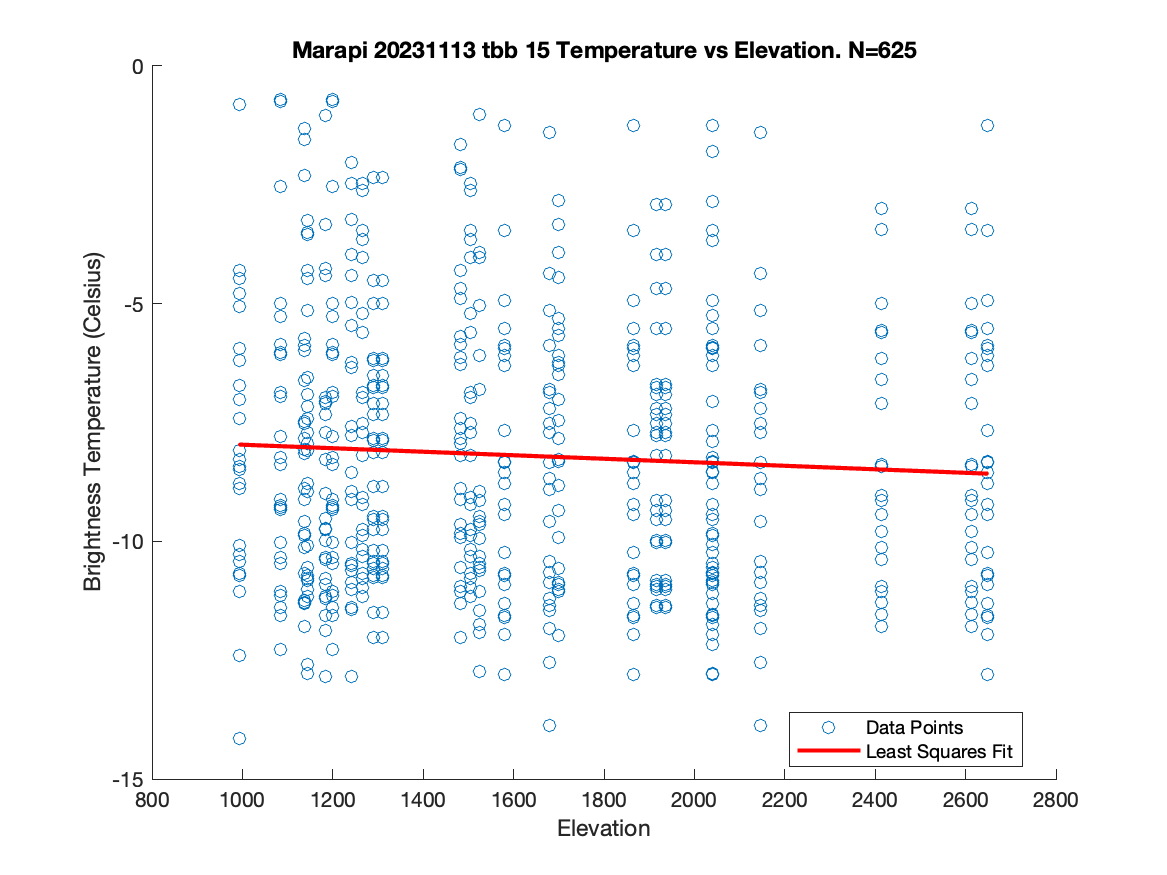 Marapi 20231113 tbb 15 Temperature vs Elevation. N=625
0
-5
-10
-15
Brightness Temperature (Celsius)
Data Points
Least Squares Fit
800 1000 1200 1400 1600 1800 2000 2200 2400 2600 2800
Elevation